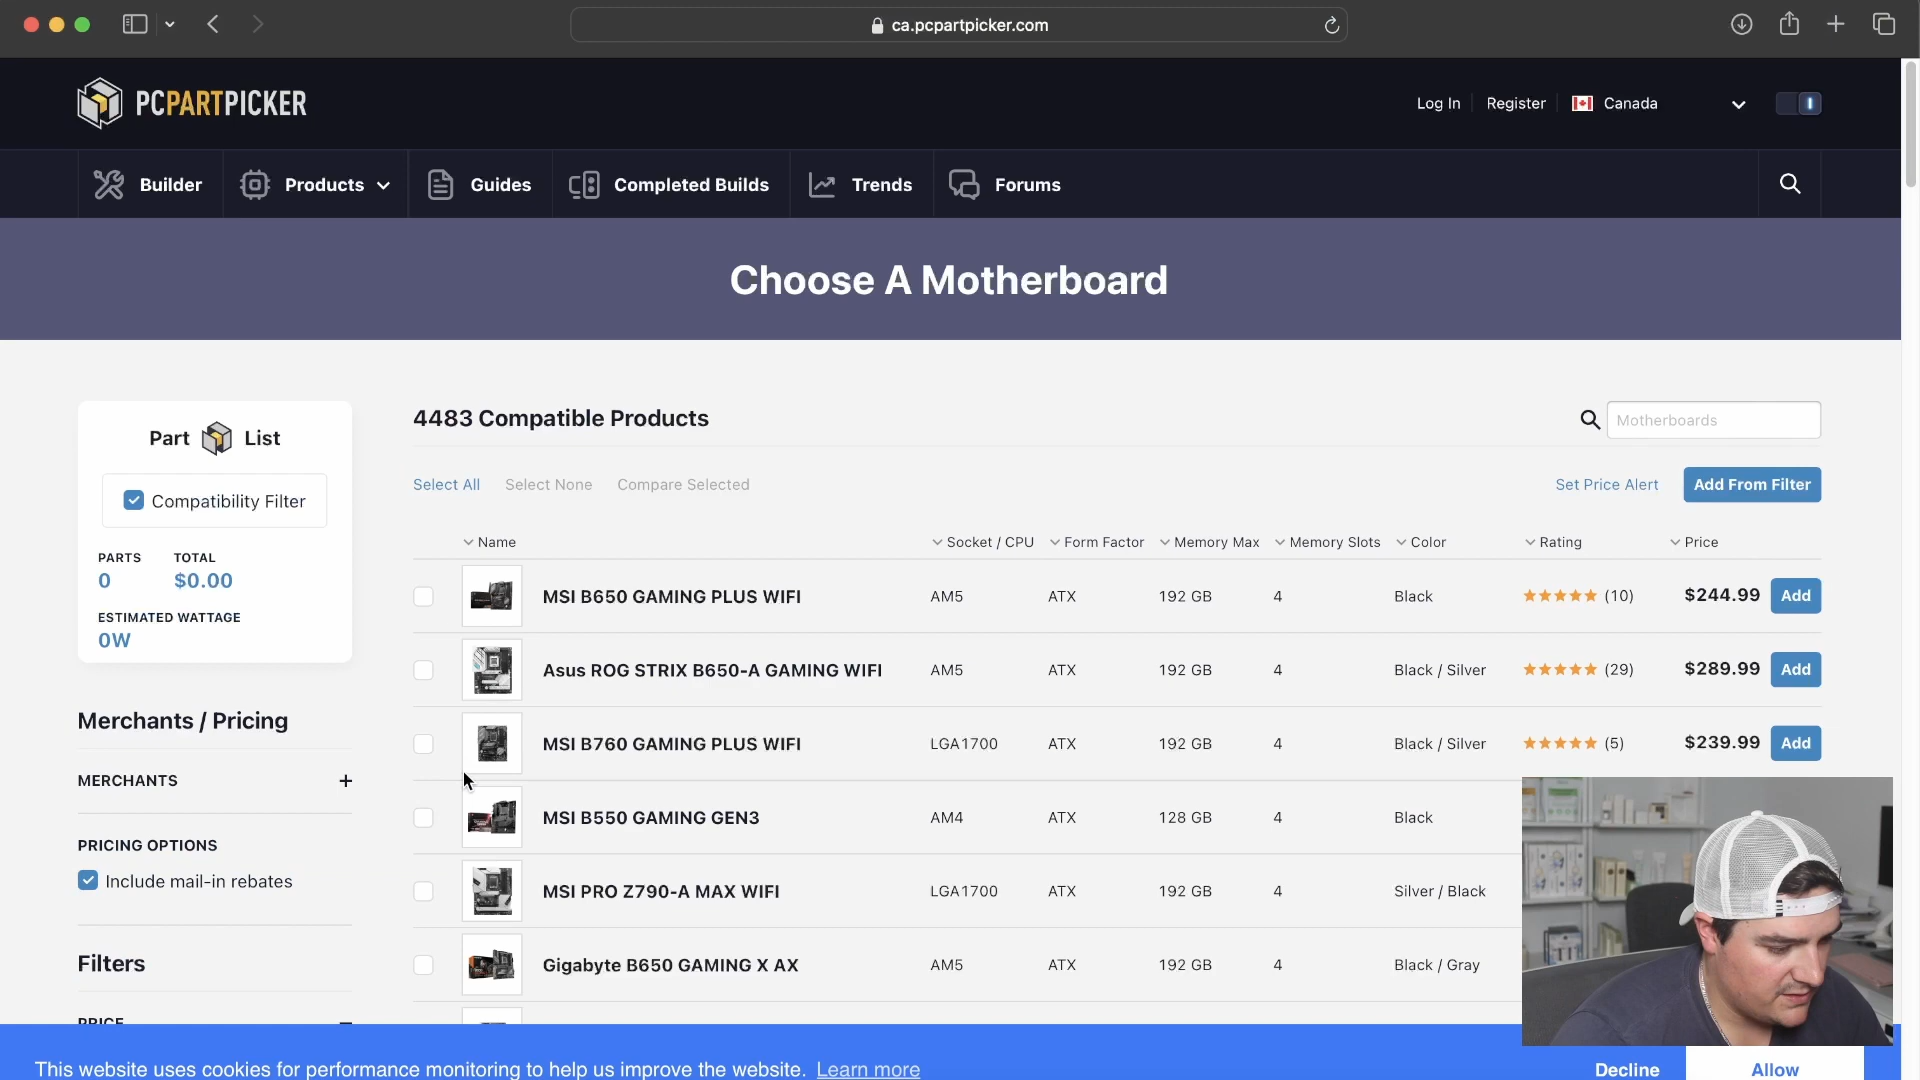 ca.pcpartpicker.com
PCPARTPICKER
Log In Register Canada
Builder Products Guides Completed Builds Trends Forums
Choose A Motherboard
Part List
Compatibility Filter
PARTS TOTAL
0 $0.00
ESTIMATED WATTAGE
0W
Merchants / Pricing
MERCHANTS +
PRICING OPTIONS
Include mail-in rebates
Filters
PRICE
4483 Compatible Products
Motherboards
Select All Select None Compare Selected Set Price Alert Add From Filter
Name Socket / CPU Form Factor Memory Max Memory Slots Color Rating Price
MSI B650 GAMING PLUS WIFI AM5 ATX 192 GB 4 Black (10) $244.99 Add
Asus ROG STRIX B650-A GAMING WIFI AM5 ATX 192 GB 4 Black / Silver (29) $289.99 Add
MSI B760 GAMING PLUS WIFI LGA1700 ATX 192 GB 4 Black / Silver (5) $239.99 Add
MSI B550 GAMING GEN3 AM4 ATX 128 GB 4 Black
MSI PRO Z790-A MAX WIFI LGA1700 ATX 192 GB 4 Silver / Black
Gigabyte B650 GAMING X AX AM5 ATX 192 GB 4 Black / Gray
This website uses cookies for performance monitoring to help us improve the website. Learn more Decline Allow